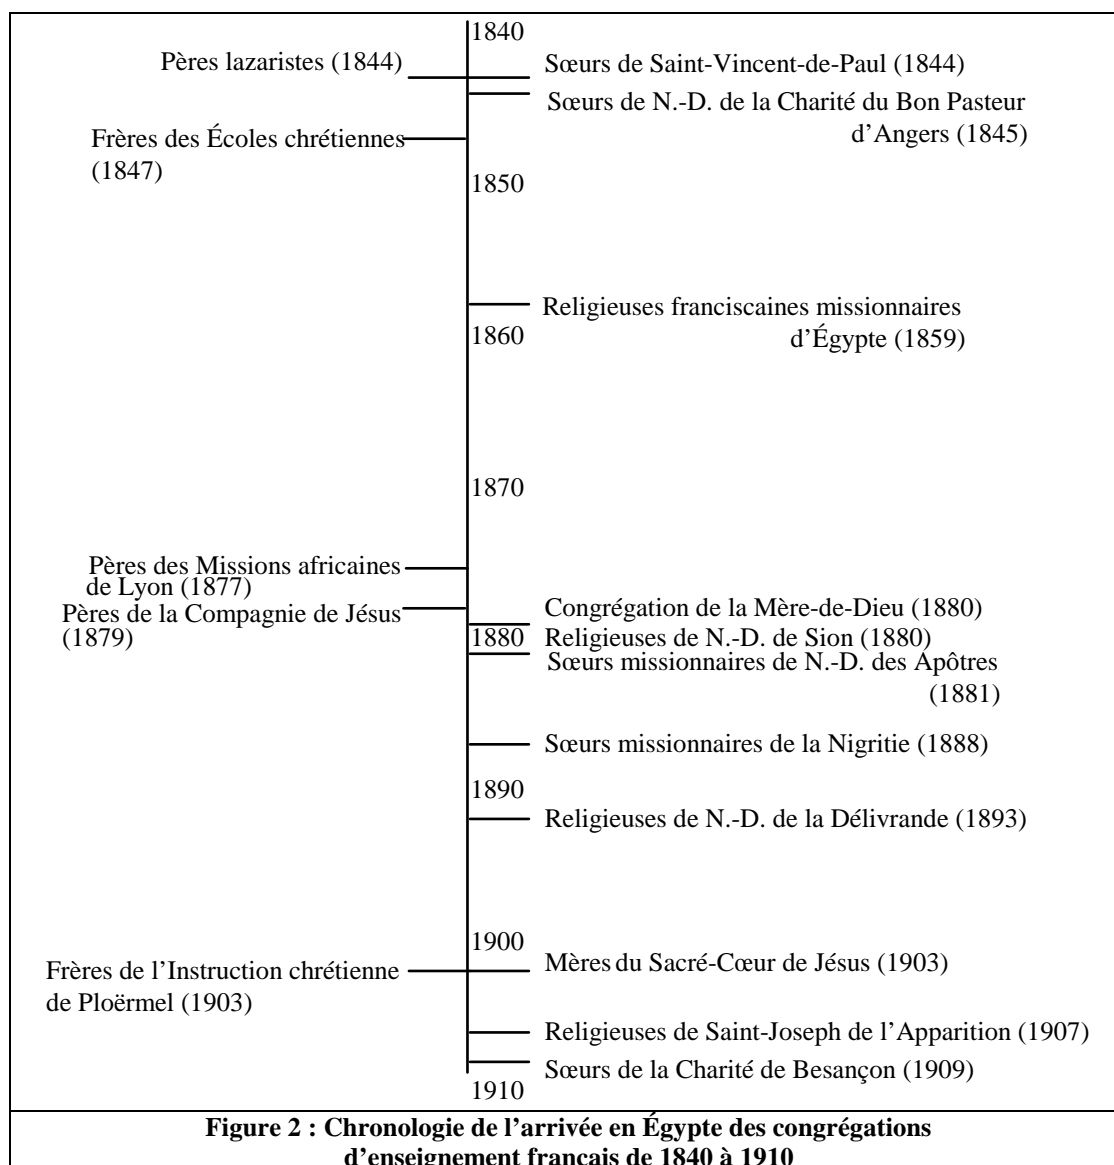 1840
Pères lazaristes (1844)
Sœurs de Saint-Vincent-de-Paul (1844)
Sœurs de N.-D. de la Charité du Bon Pasteur
d’Angers (1845)
Frères des Écoles chrétiennes
(1847)
1850
Religieuses franciscaines missionnaires
d’Égypte (1859)
1860
1870
Pères des Missions africaines
de Lyon (1877)
Pères de la Compagnie de Jésus
(1879)
Congrégation de la Mère-de-Dieu (1880)
1880
Religieuses de N.-D. de Sion (1880)
Sœurs missionnaires de N.-D. des Apôtres
(1881)
Sœurs missionnaires de la Nigritie (1888)
1890
Religieuses de N.-D. de la Délivrande (1893)
1900
Frères de l’Instruction chrétienne
de Ploërmel (1903)
Mères du Sacré-Cœur de Jésus (1903)
Religieuses de Saint-Joseph de l’Apparition (1907)
Sœurs de la Charité de Besançon (1909)
1910
Figure 2 : Chronologie de l’arrivée en Égypte des congrégations
d’enseignement français de 1840 à 1910